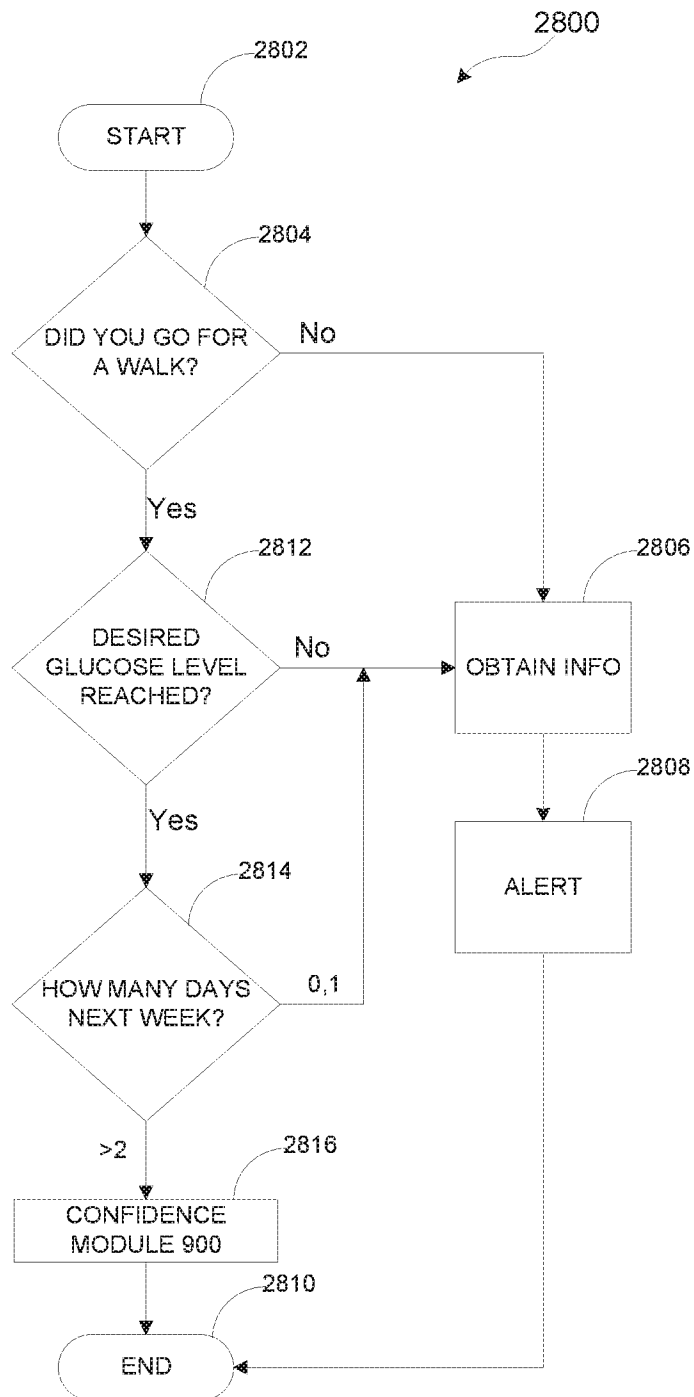 2800
2802
START
2804
DID YOU GO FOR
A WALK?
No
Yes
2812
2806
DESIRED
GLUCOSE LEVEL
REACHED?
No
OBTAIN INFO
2808
Yes
ALERT
2814
HOW MANY DAYS
NEXT WEEK?
0,1
>2
2816
CONFIDENCE
MODULE 900
2810
END